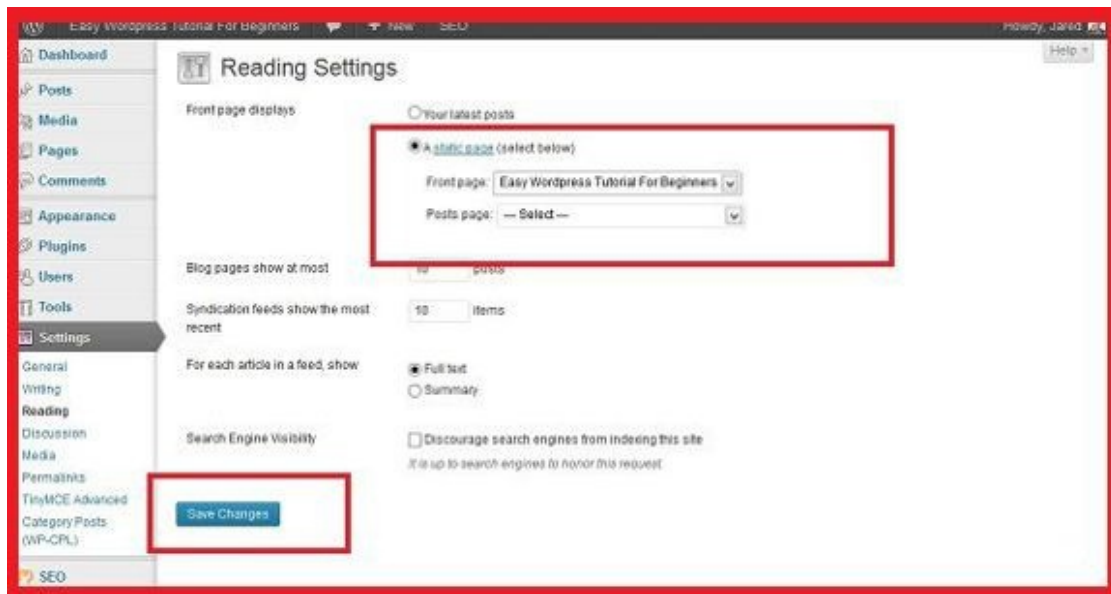 Easy Wordpress Tutorial For Beginners + New SEO Howdy, Jared
Help
Dashboard
Posts
Media
Pages
Comments
Appearance
Plugins
Users
Tools
Settings
General
Writing
Reading
Discussion
Media
Permalinks
TinyMCE Advanced
Category Posts
(WP-CPL)
SEO
Reading Settings
Front page displays
Your latest posts
A static page (select below)
Front page: Easy Wordpress Tutorial For Beginners
Posts page: — Select —
Blog pages show at most 10 posts
Syndication feeds show the most
recent
10 items
For each article in a feed, show
Full text
Summary
Search Engine Visibility
Discourage search engines from indexing this site
It is up to search engines to honor this request.
Save Changes